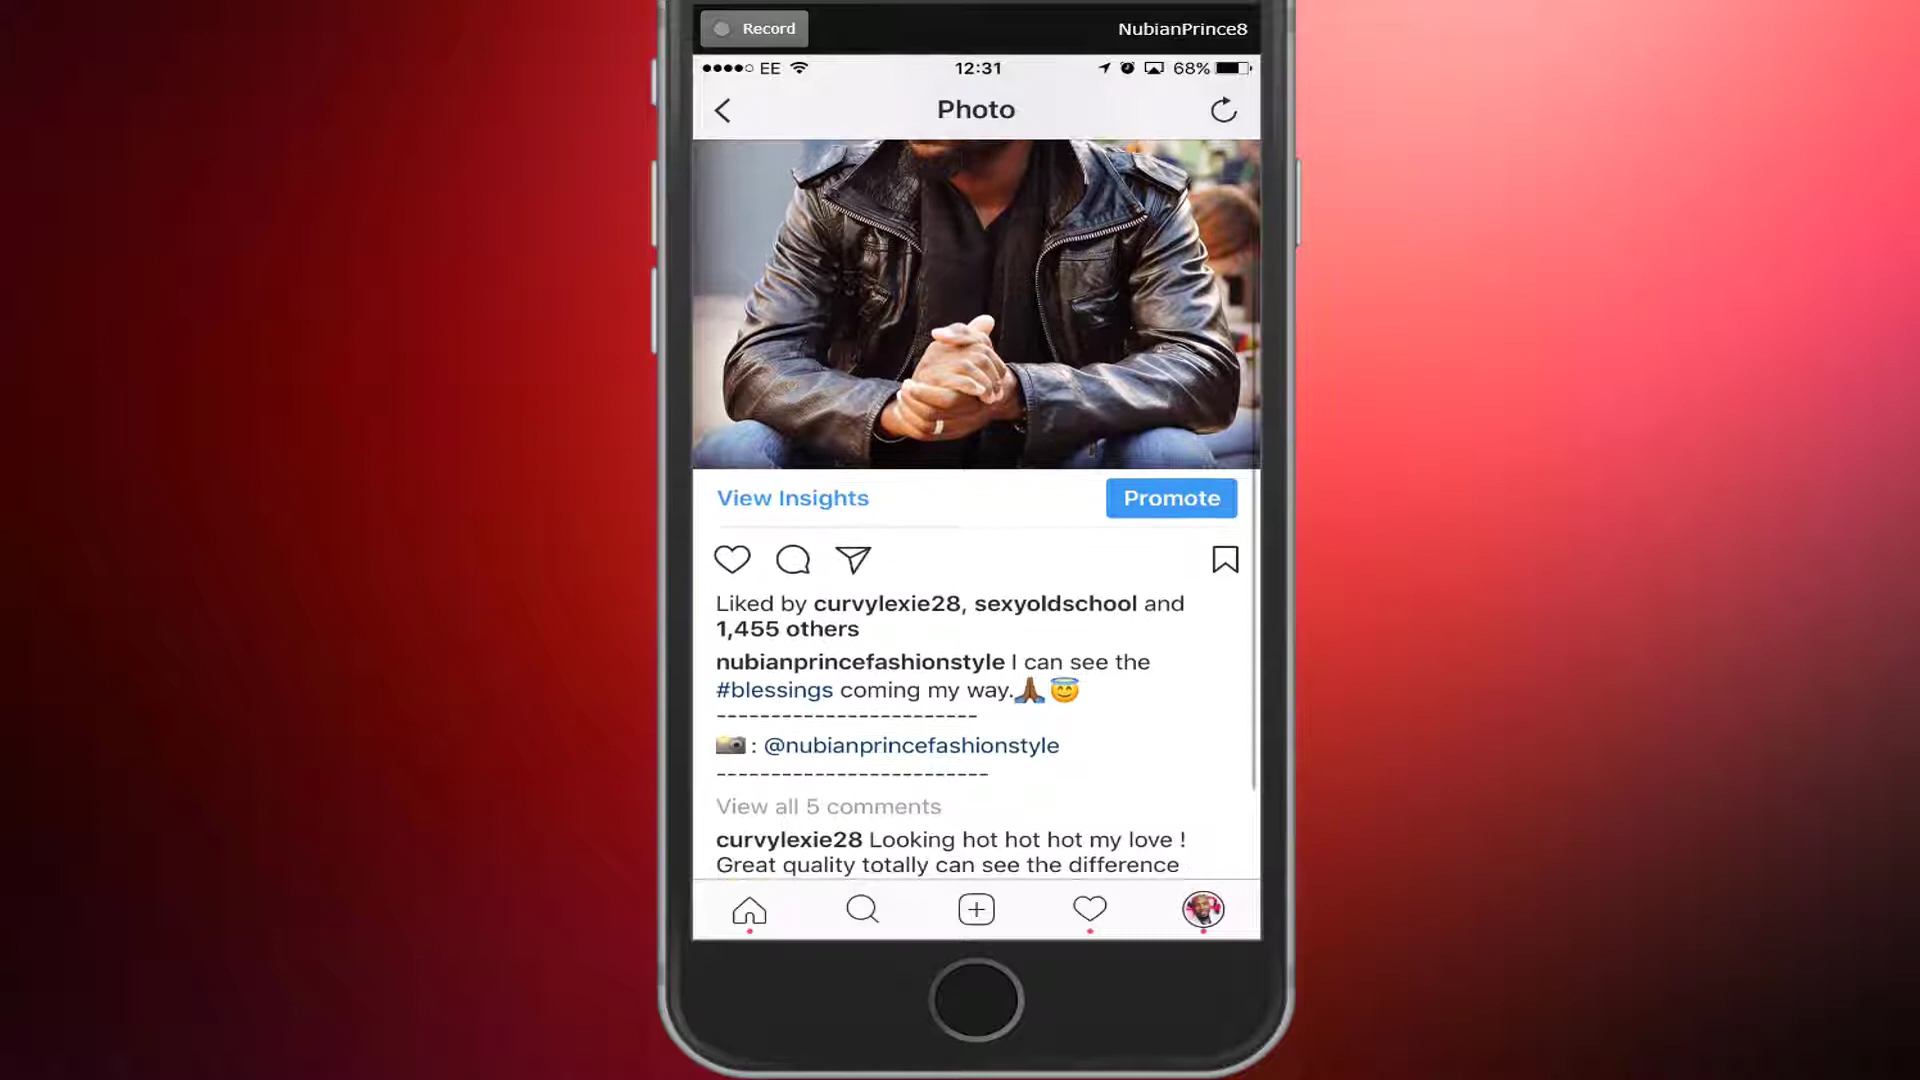 Record
NubianPrince8
EE 12:31 68%
Photo
View Insights
Promote
Liked by curvylexie28, sexyoldschool and
1,455 others
nubianprincefashionstyle I can see the
#blessings coming my way.🙏🏾😇
------------------------
📷 : @nubianprincefashionstyle
-------------------------
View all 5 comments
curvylexie28 Looking hot hot hot my love !
Great quality totally can see the difference